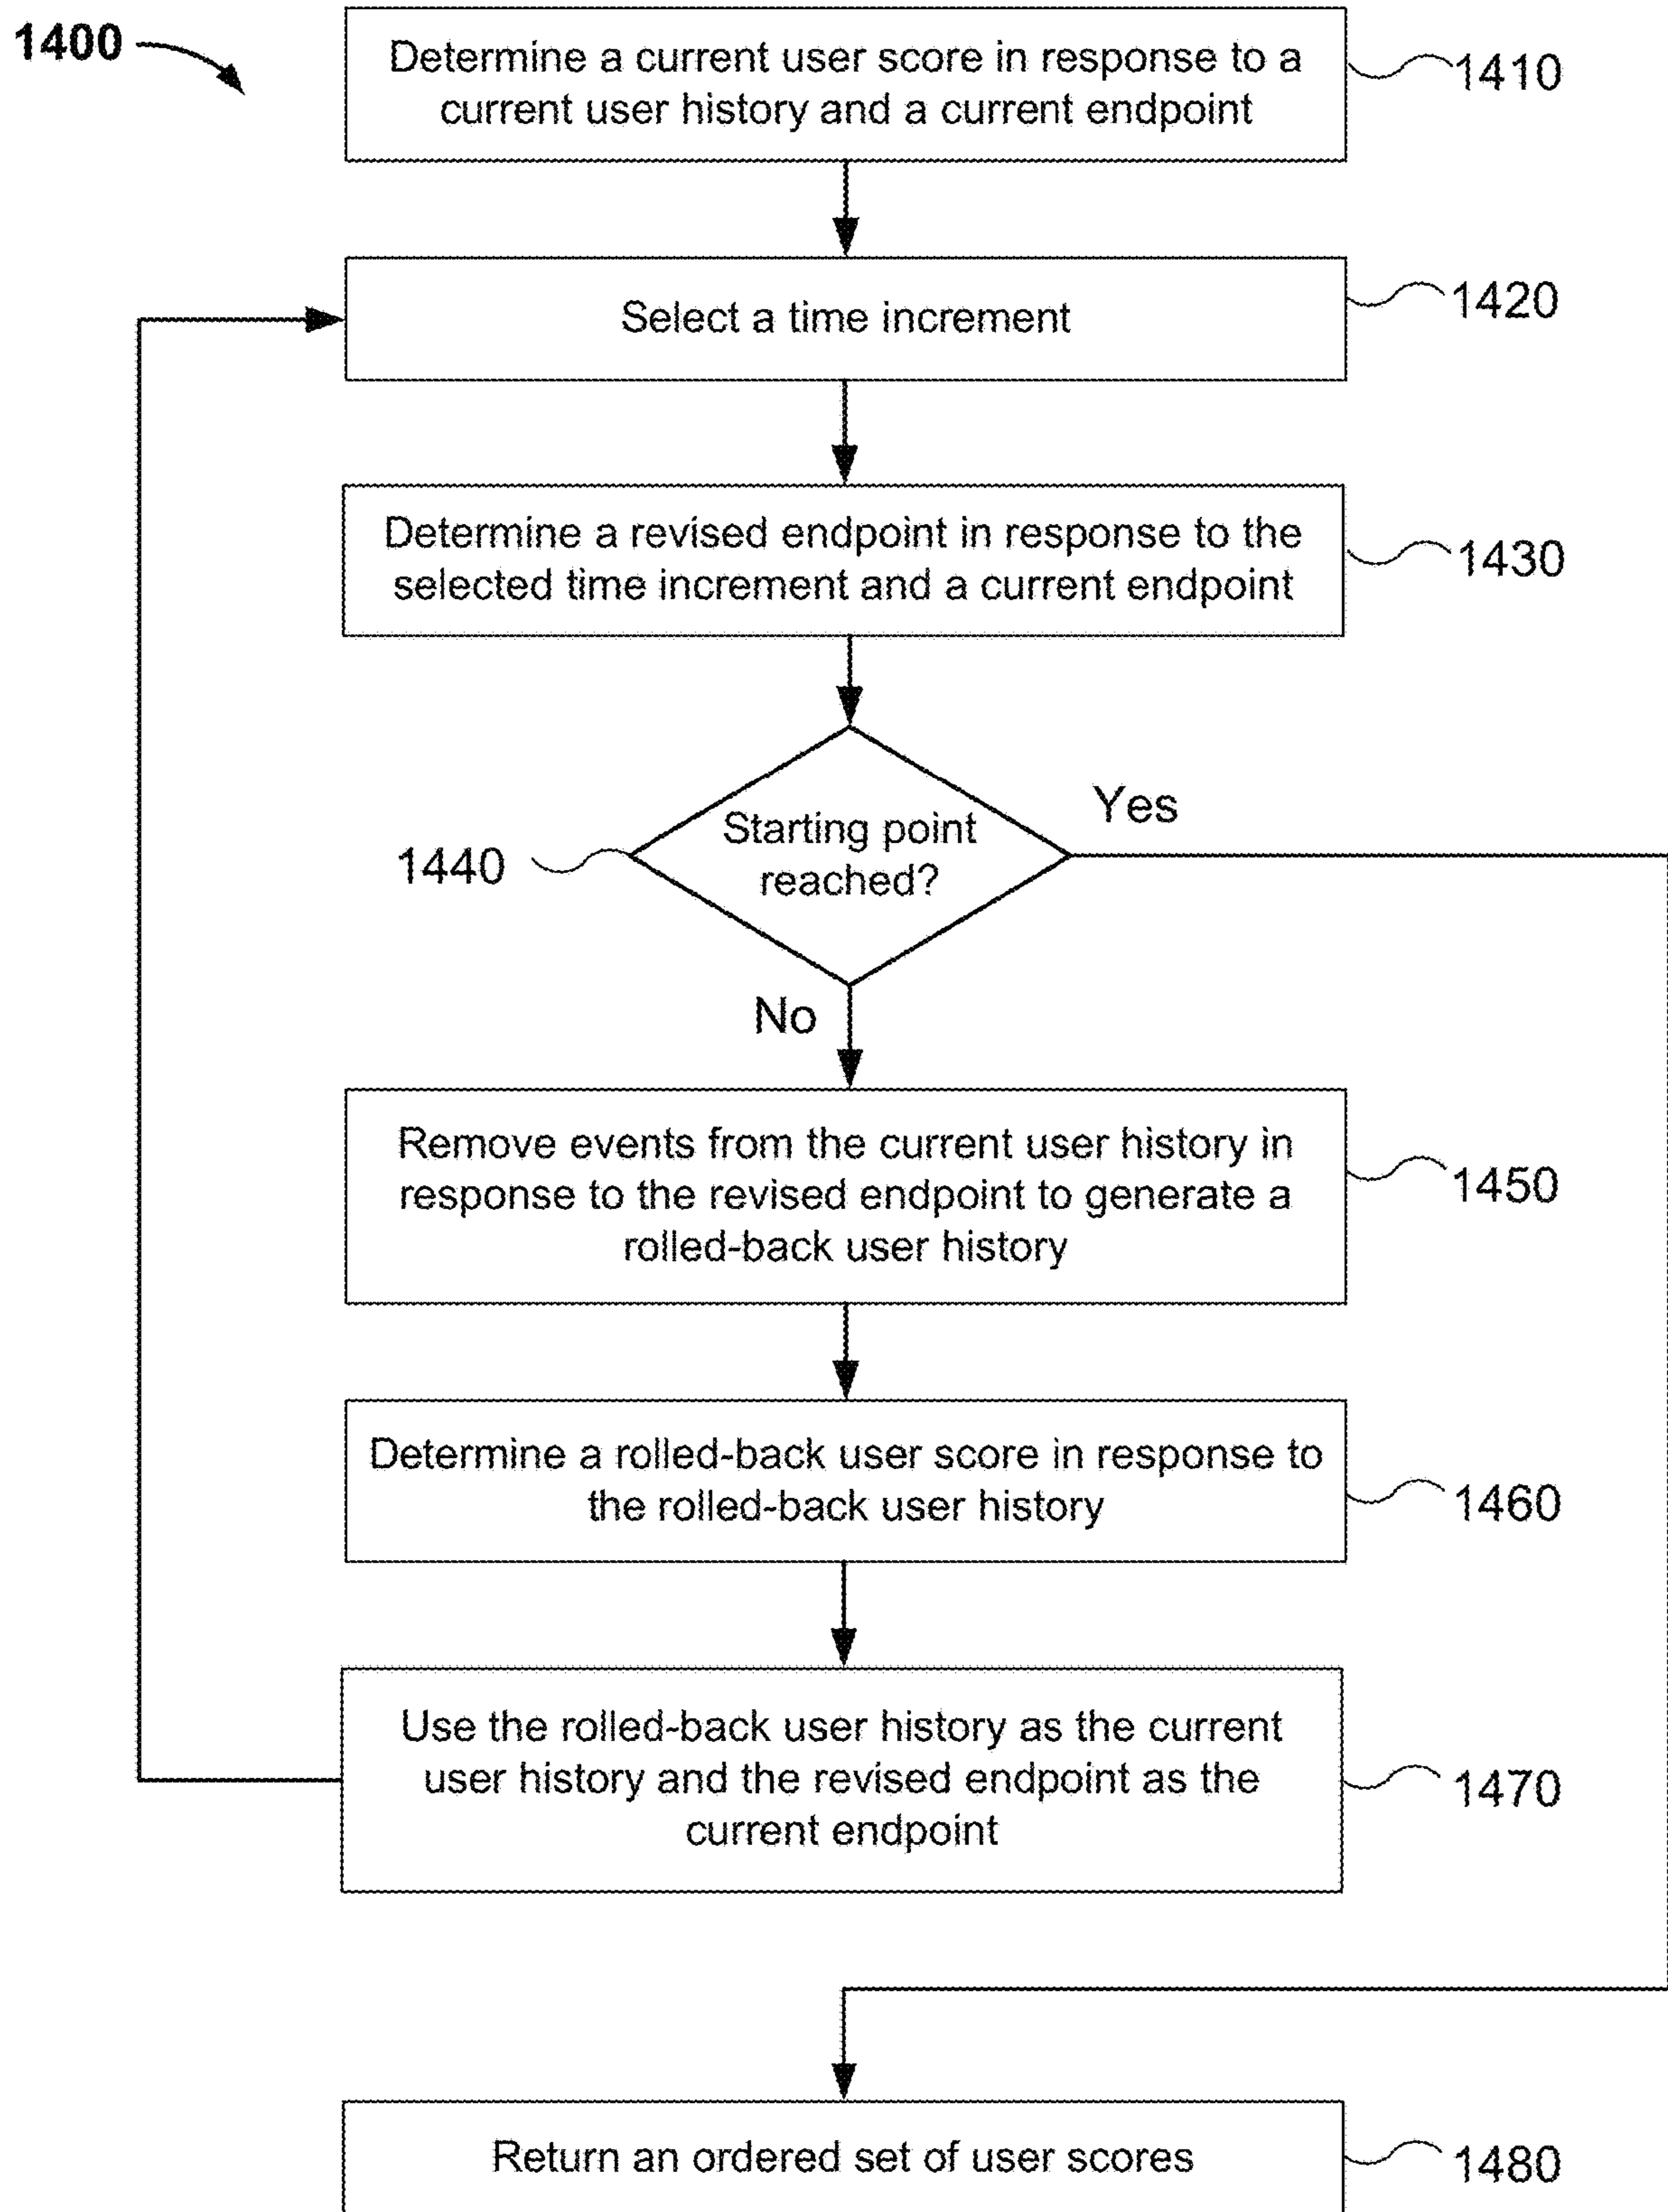 1400
Determine a current user score in response to a
current user history and a current endpoint
1410
Select a time increment
1420
Determine a revised endpoint in response to the
selected time increment and a current endpoint
1430
Starting point
reached?
1440
Yes
No
Remove events from the current user history in
response to the revised endpoint to generate a
rolled-back user history
1450
Determine a rolled-back user score in response to
the rolled-back user history
1460
Use the rolled-back user history as the current
user history and the revised endpoint as the
current endpoint
1470
Return an ordered set of user scores
1480